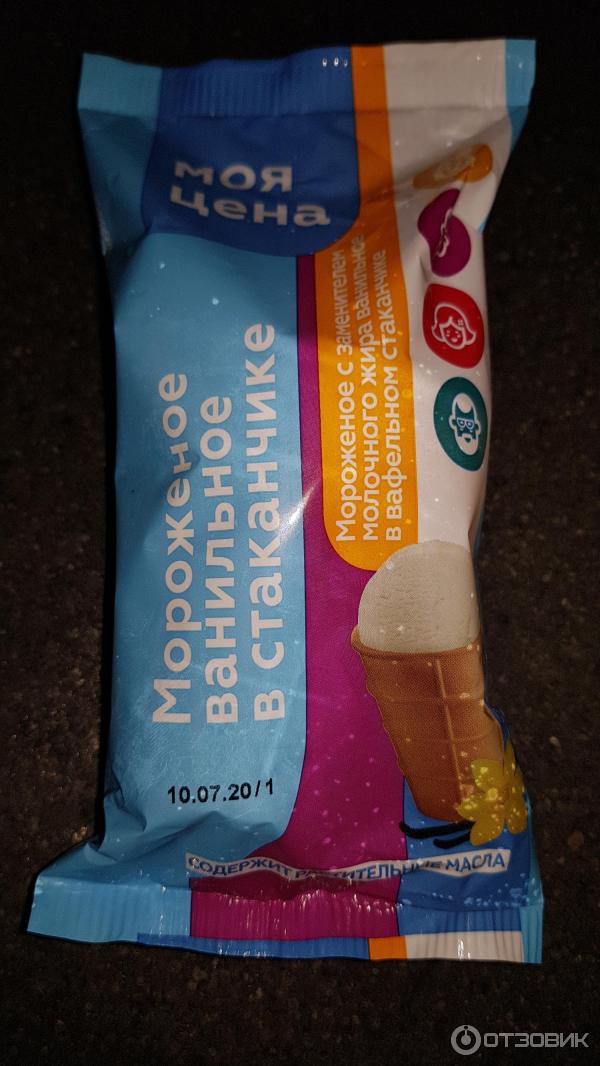 моя
цена
Мороженое
ванильное
в стаканчике
Мороженое с заменителем
молочного жира ванильное
в вафельном стаканчике
10.07.20/1
СОДЕРЖИТ РАСТИТЕЛЬНЫЕ МАСЛА
ОТЗОВИК